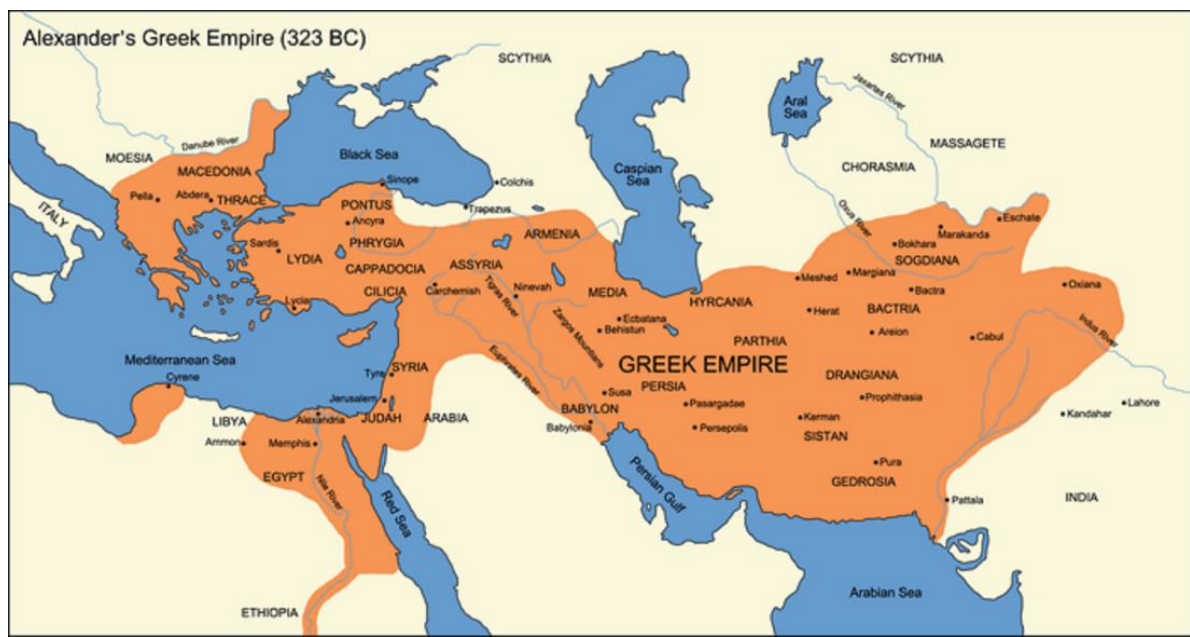 Alexander's Greek Empire (323 BC)
SCYTHIA
SCYTHIA
Jaxartes River
Aral
Sea
Danube River
MASSAGETE
MOESIA
Black Sea
CHORASMIA
Caspian
Sea
MACEDONIA
Sinope
Colchis
Pella
Abdera
THRACE
PONTUS
Trapezus
Eschate
ITALY
Ancyra
Oxus River
Marakanda
ARMENIA
Bokhara
Sardis
PHRYGIA
SOGDIANA
LYDIA
CAPPADOCIA
ASSYRIA
Meshed
Margiana
Oxiana
CILICIA
Carchemish
Tigras River
Ninevah
MEDIA
HYRCANIA
Bactra
Lycia
BACTRIA
Herat
Zargos Mountians
Ecbatana
Behistun
PARTHIA
Areion
Cabul
Indus River
Mediterranean Sea
SYRIA
Euphrates River
GREEK EMPIRE
Tyre
DRANGIANA
Cyrene
PERSIA
Susa
Prophithasia
Jerusalem
Pasargadae
Lahore
LIBYA
Alexandria
JUDAH
ARABIA
BABYLON
Kerman
Kandahar
Babylonia
Persepolis
SISTAN
Ammon
Memphis
Pura
EGYPT
Nile River
Persian Gulf
GEDROSIA
Red Sea
Pattala
INDIA
Arabian Sea
ETHIOPIA